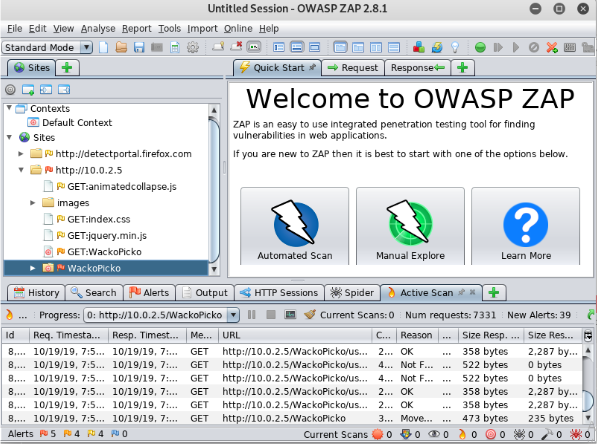 Untitled Session - OWASP ZAP 2.8.1
File Edit View Analyse Report Tools Import Online Help
Standard Mode
Sites
Quick Start Request Response
Contexts
Default Context
Sites
http://detectportal.firefox.com
http://10.0.2.5
GET:animatedcollapse.js
images
GET:index.css
GET:jquery.min.js
GET:WackoPicko
WackoPicko
Welcome to OWASP ZAP
ZAP is an easy to use integrated penetration testing tool for finding
vulnerabilities in web applications.
If you are new to ZAP then it is best to start with one of the options below.
Automated Scan Manual Explore Learn More
History Search Alerts Output HTTP Sessions Spider Active Scan
... Progress: 0: http://10.0.2.5/WackoPicko Current Scans: 0 Num requests: 7331 New Alerts: 39
Id Req. Timesta... Resp. Timest... Me... URL C... Reason ... Size Resp. ... Size Res...
8,... 10/19/19, 7:5... 10/19/19, 7:... GET http://10.0.2.5/WackoPicko/us... 2... OK ... 358 bytes 2,287 by...
8,... 10/19/19, 7:5... 10/19/19, 7:... GET http://10.0.2.5/WackoPicko/us... 4... Not F... ... 522 bytes 0 bytes
8,... 10/19/19, 7:5... 10/19/19, 7:... GET http://10.0.2.5/WackoPicko/us... 4... Not F... ... 522 bytes 0 bytes
8,... 10/19/19, 7:5... 10/19/19, 7:... GET http://10.0.2.5/WackoPicko/us... 2... OK ... 358 bytes 2,287 by...
8,... 10/19/19, 7:5... 10/19/19, 7:... GET http://10.0.2.5/WackoPicko/us... 2... OK ... 358 bytes 2,287 by...
8,... 10/19/19, 7:5... 10/19/19, 7:... GET http://10.0.2.5/WackoPicko 3... Move... ... 473 bytes 235 bytes
Alerts 5 4 4 0 Current Scans 0 0 0 0 0 0 0 0